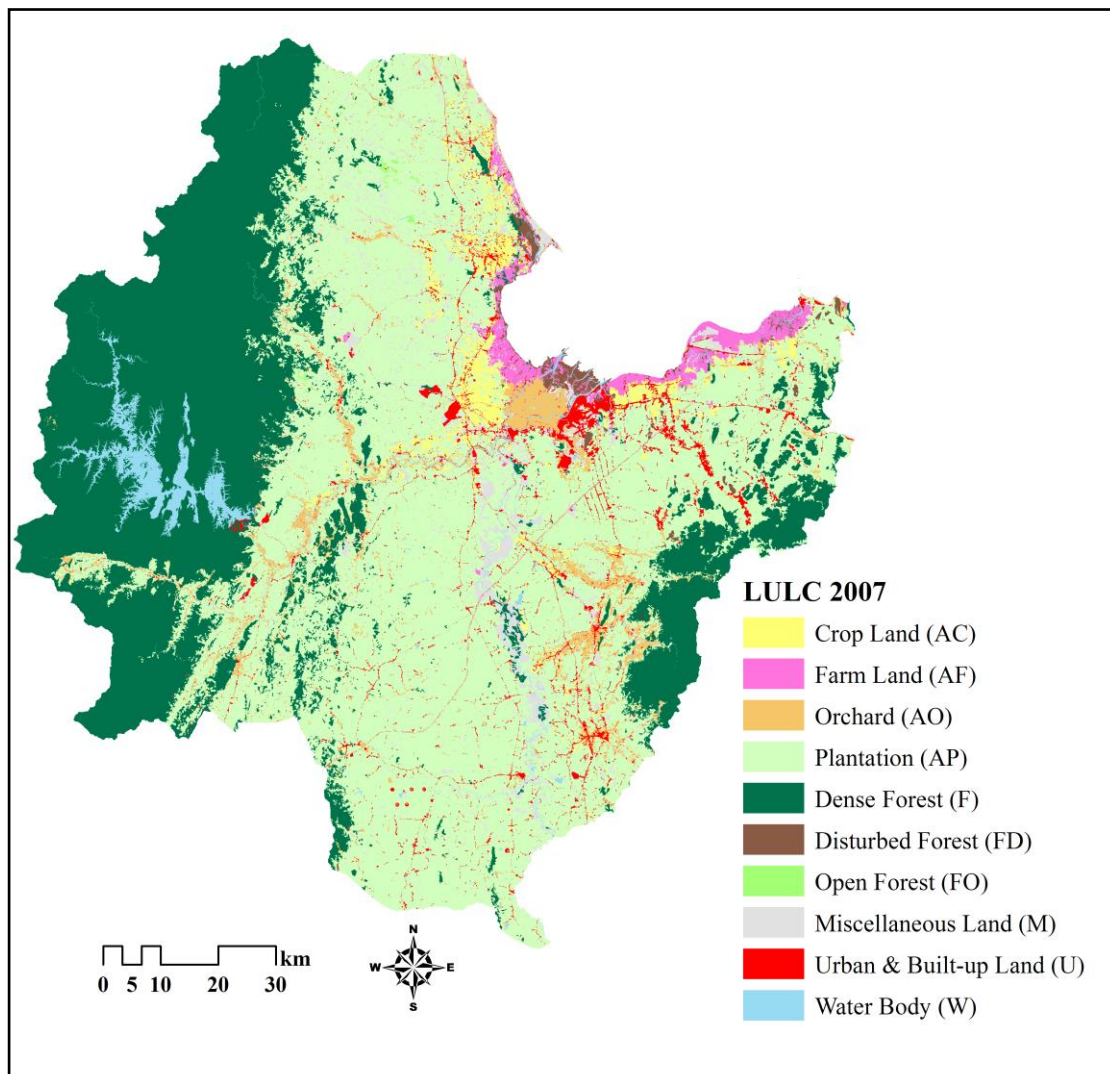 LULC 2007
Crop Land (AC)
Farm Land (AF)
Orchard (AO)
Plantation (AP)
Dense Forest (F)
Disturbed Forest (FD)
Open Forest (FO)
Miscellaneous Land (M)
Urban & Built-up Land (U)
Water Body (W)
km
0 5 10 20 30
N
W E
S